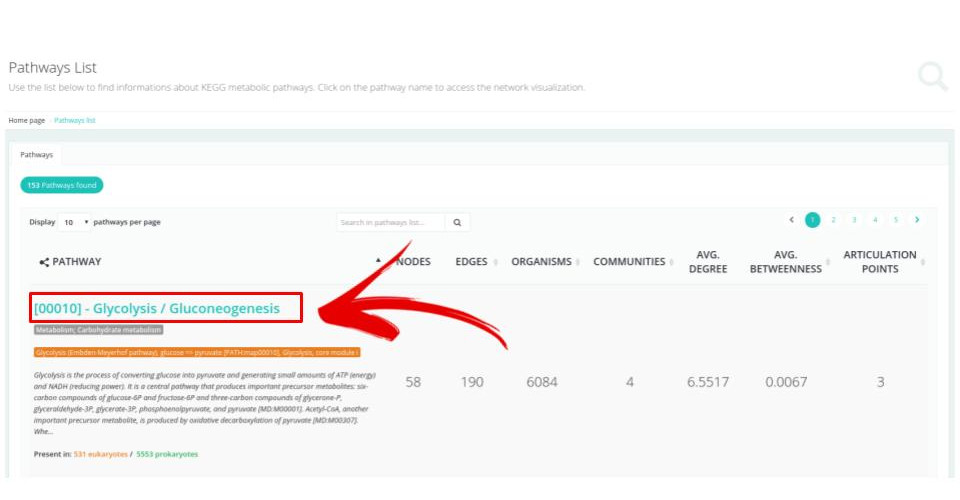 Pathways List
Use the list below to find informations about KEGG metabolic pathways. Click on the pathway name to access the network visualization.
Home page Pathways list
Pathways
153 Pathways found
Display 10 pathways per page
Search in pathways list...
1 2 3 4 5
PATHWAY NODES EDGES ORGANISMS COMMUNITIES AVG. DEGREE AVG. BETWEENNESS ARTICULATION POINTS
[00010] - Glycolysis / Gluconeogenesis
Metabolism; Carbohydrate metabolism
Glycolysis (Embden-Meyerhof pathway), glucose => pyruvate [PATH:map00010], Glycolysis, core module i
Glycolysis is the process of converting glucose into pyruvate and generating small amounts of ATP (energy)
and NADH (reducing power). It is a central pathway that produces important precursor metabolites: six-
carbon compounds of glucose-6P and fructose-6P and three-carbon compounds of glycerone-P,
glyceraldehyde-3P, glycerate-3P, phosphoenolpyruvate, and pyruvate [MD:M00001]. Acetyl-CoA, another
important precursor metabolite, is produced by oxidative decarboxylation of pyruvate [MD:M00307].
Whe...
58 190 6084 4 6.5517 0.0067 3
Present in: 531 eukaryotes / 5553 prokaryotes